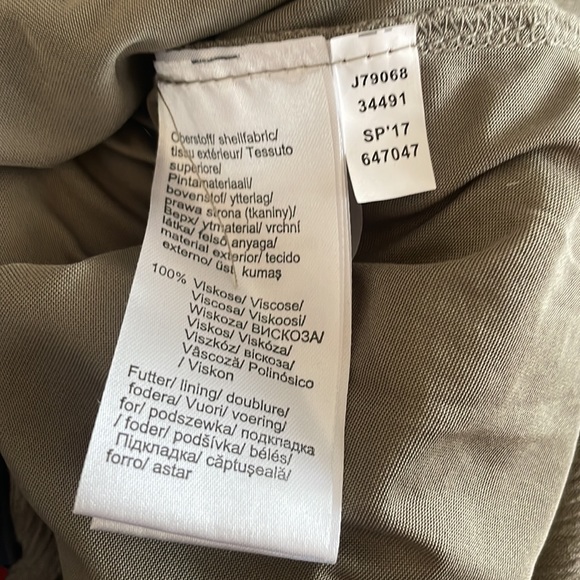 Oberstoff/ shellfabric/
tissu extérieur/ Tessuto
superiore/
Pintamateriaali/
bovenstof/ ytterlag/
prawa strona (tkaniny)/
Верх/ ytmaterial/ vrchní
látka/ felső anyaga/
material exterior/ tecido
externo/ üst kumaş
100% Viskose/ Viscose/
Viscosa/ Viskoosi/
Wiskoza/ ВИСКОЗА/
Viskos/ Viskóza/
Viszkóz/ віскоза/
Vâscoză/ Polinósico
/ Viskon
Futter/ lining/ doublure/
fodera/ Vuori/ voering/
for/ podszewka/ подкладка
/ foder/ podšívka/ bélés/
Підкладка/ căptuşeală/
forro/ astar
J79068
34491
SP'17
647047